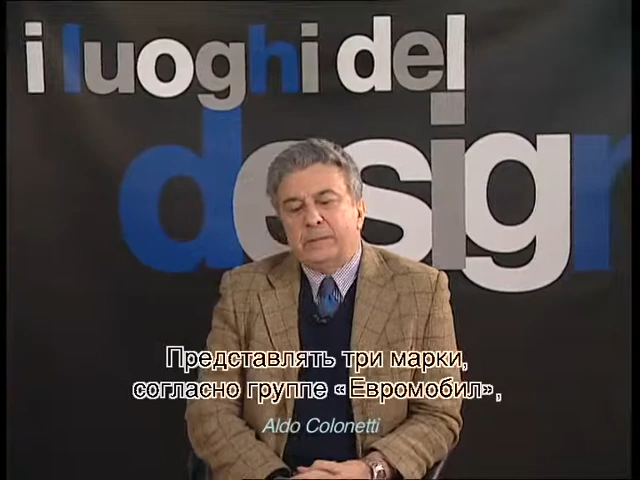 i luoghi del
design
Представлять три марки,
согласно группе «Евромобил»,
Aldo Colonetti